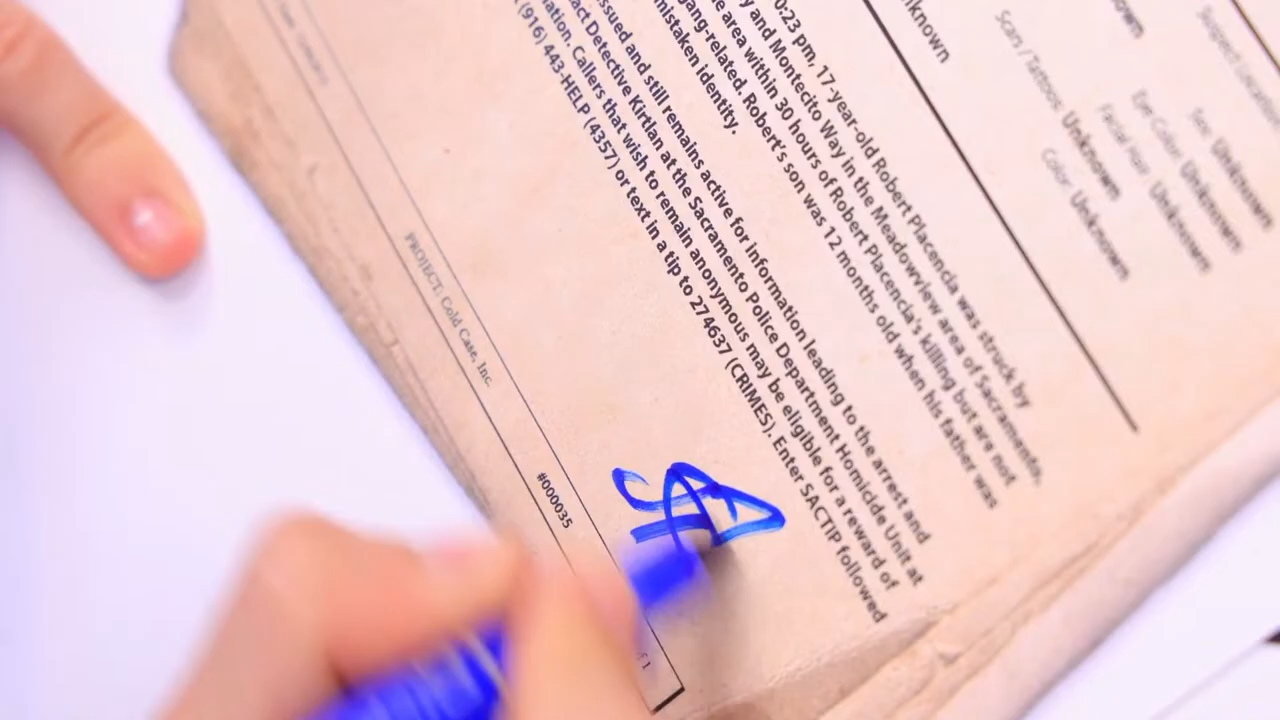 Suspect Location
Sex: Unknown
Eye Color: Unknown
Facial Hair: Unknown
Color: Unknown
Scars / Tattoos: Unknown
0:23 pm, 17-year-old Robert Placencia was struck by
y and Montecito Way in the Meadowview area of Sacramento,
e area within 30 hours of Robert Placencia's killing but are not
gang-related. Robert's son was 12 months old when his father was
mistaken identity.
ssued and still remains active for information leading to the arrest and
act Detective Kirtlan at the Sacramento Police Department Homicide Unit at
ation. Callers that wish to remain anonymous may be eligible for a reward of
(916) 443-HELP (4357) or text in a tip to 274637 (CRIMES). Enter SACTIP followed
PROJECT: Cold Case, Inc.
#000035
of 1